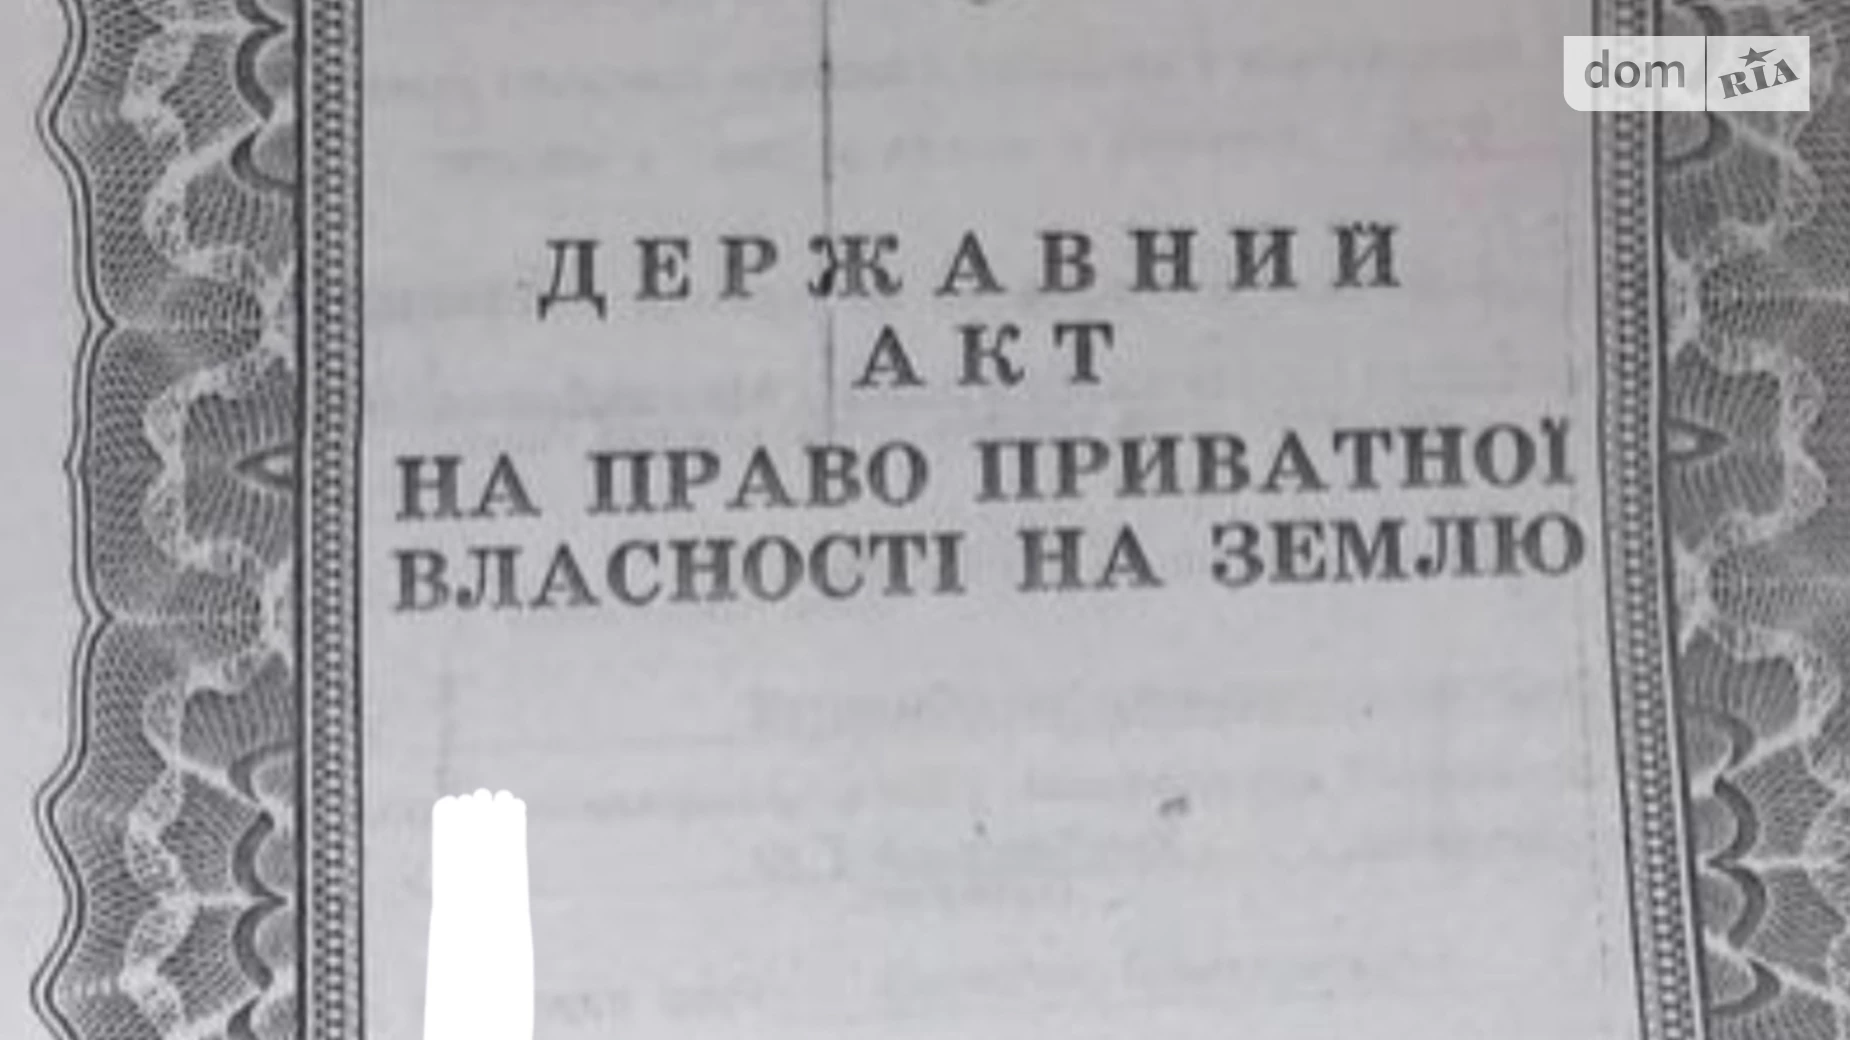 dom RIA
ДЕРЖАВНИЙ
АКТ
НА ПРАВО ПРИВАТНОЇ
ВЛАСНОСТІ НА ЗЕМЛЮ